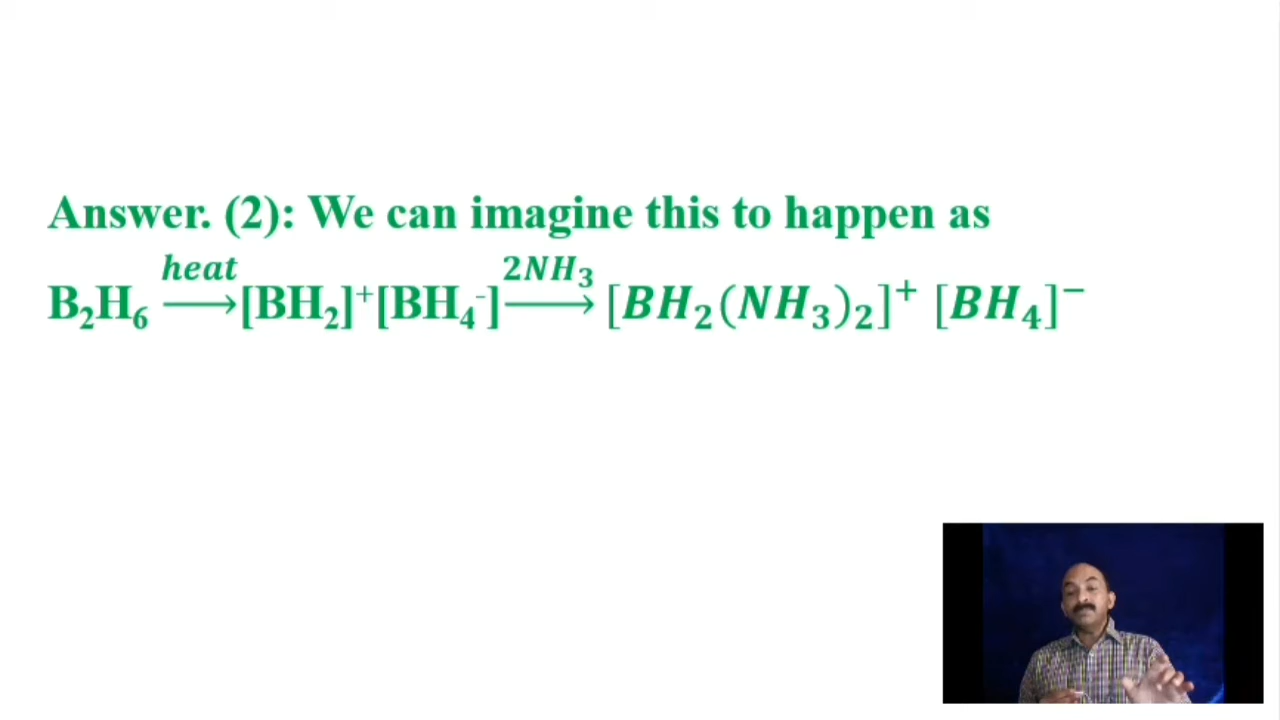 Answer. (2): We can imagine this to happen as
B₂H₆ —heat→ [BH₂]⁺[BH₄⁻] —2NH₃→ [BH₂(NH₃)₂]⁺ [BH₄]⁻